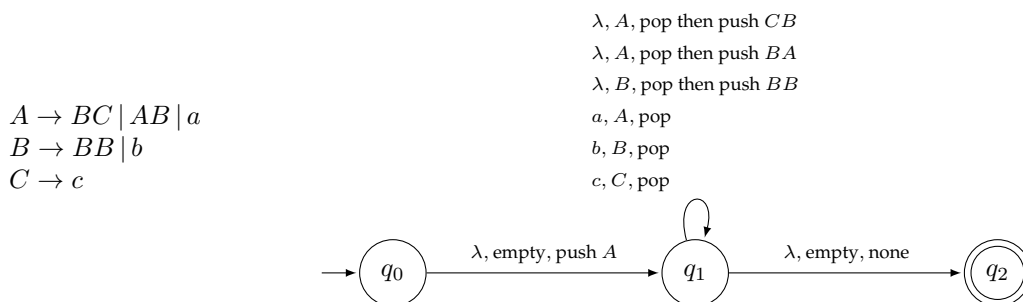 λ, A, pop then push CB
λ, A, pop then push BA
λ, B, pop then push BB
a, A, pop
b, B, pop
c, C, pop
A → BC | AB | a
B → BB | b
C → c
λ, empty, push A
λ, empty, none
q₀
q₁
q₂